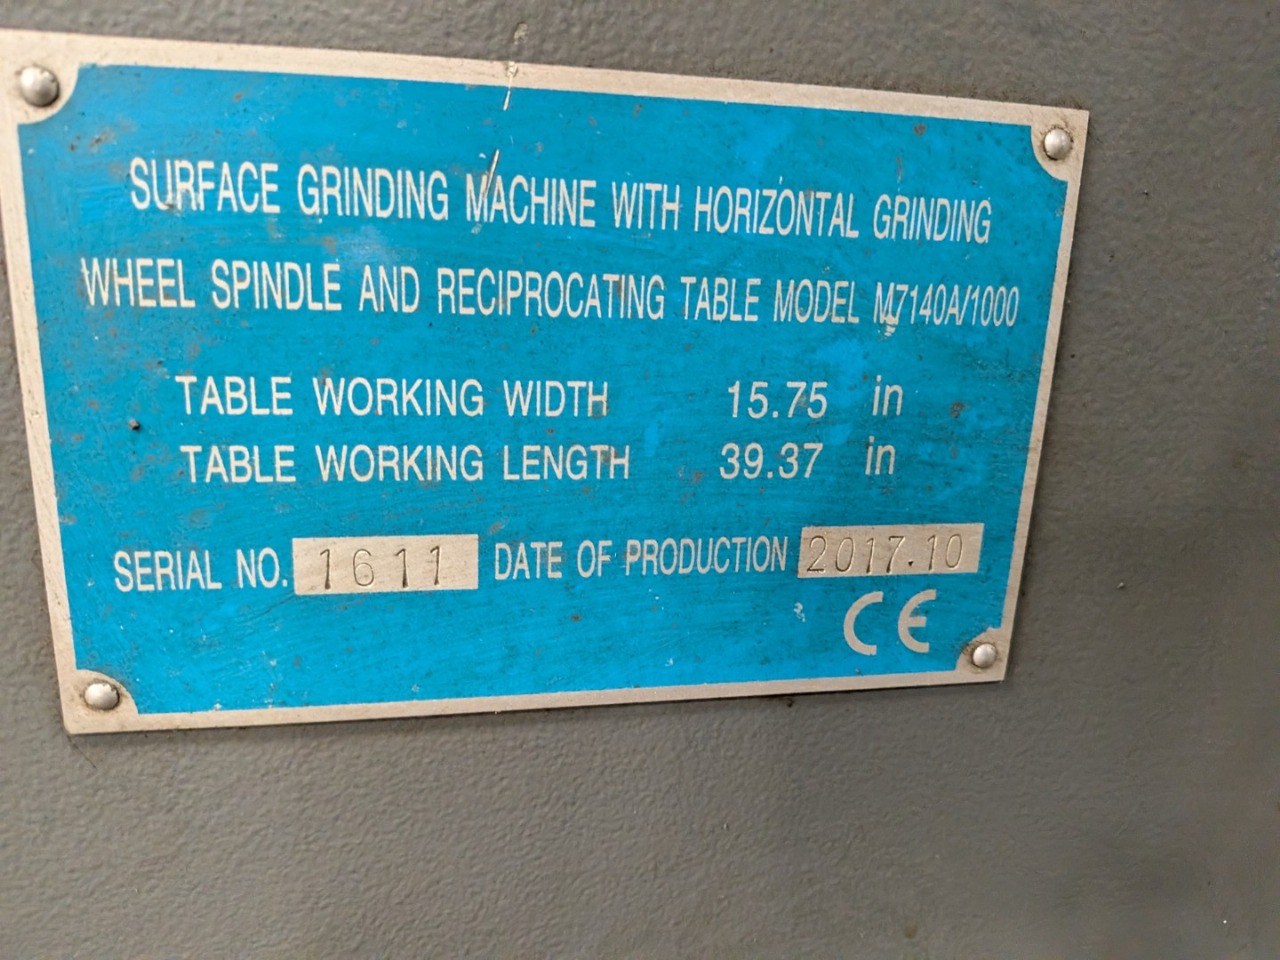 SURFACE GRINDING MACHINE WITH HORIZONTAL GRINDING
WHEEL SPINDLE AND RECIPROCATING TABLE MODEL M7140A/1000
TABLE WORKING WIDTH 15.75 in
TABLE WORKING LENGTH 39.37 in
SERIAL NO. 1611 DATE OF PRODUCTION 2017.10
CE